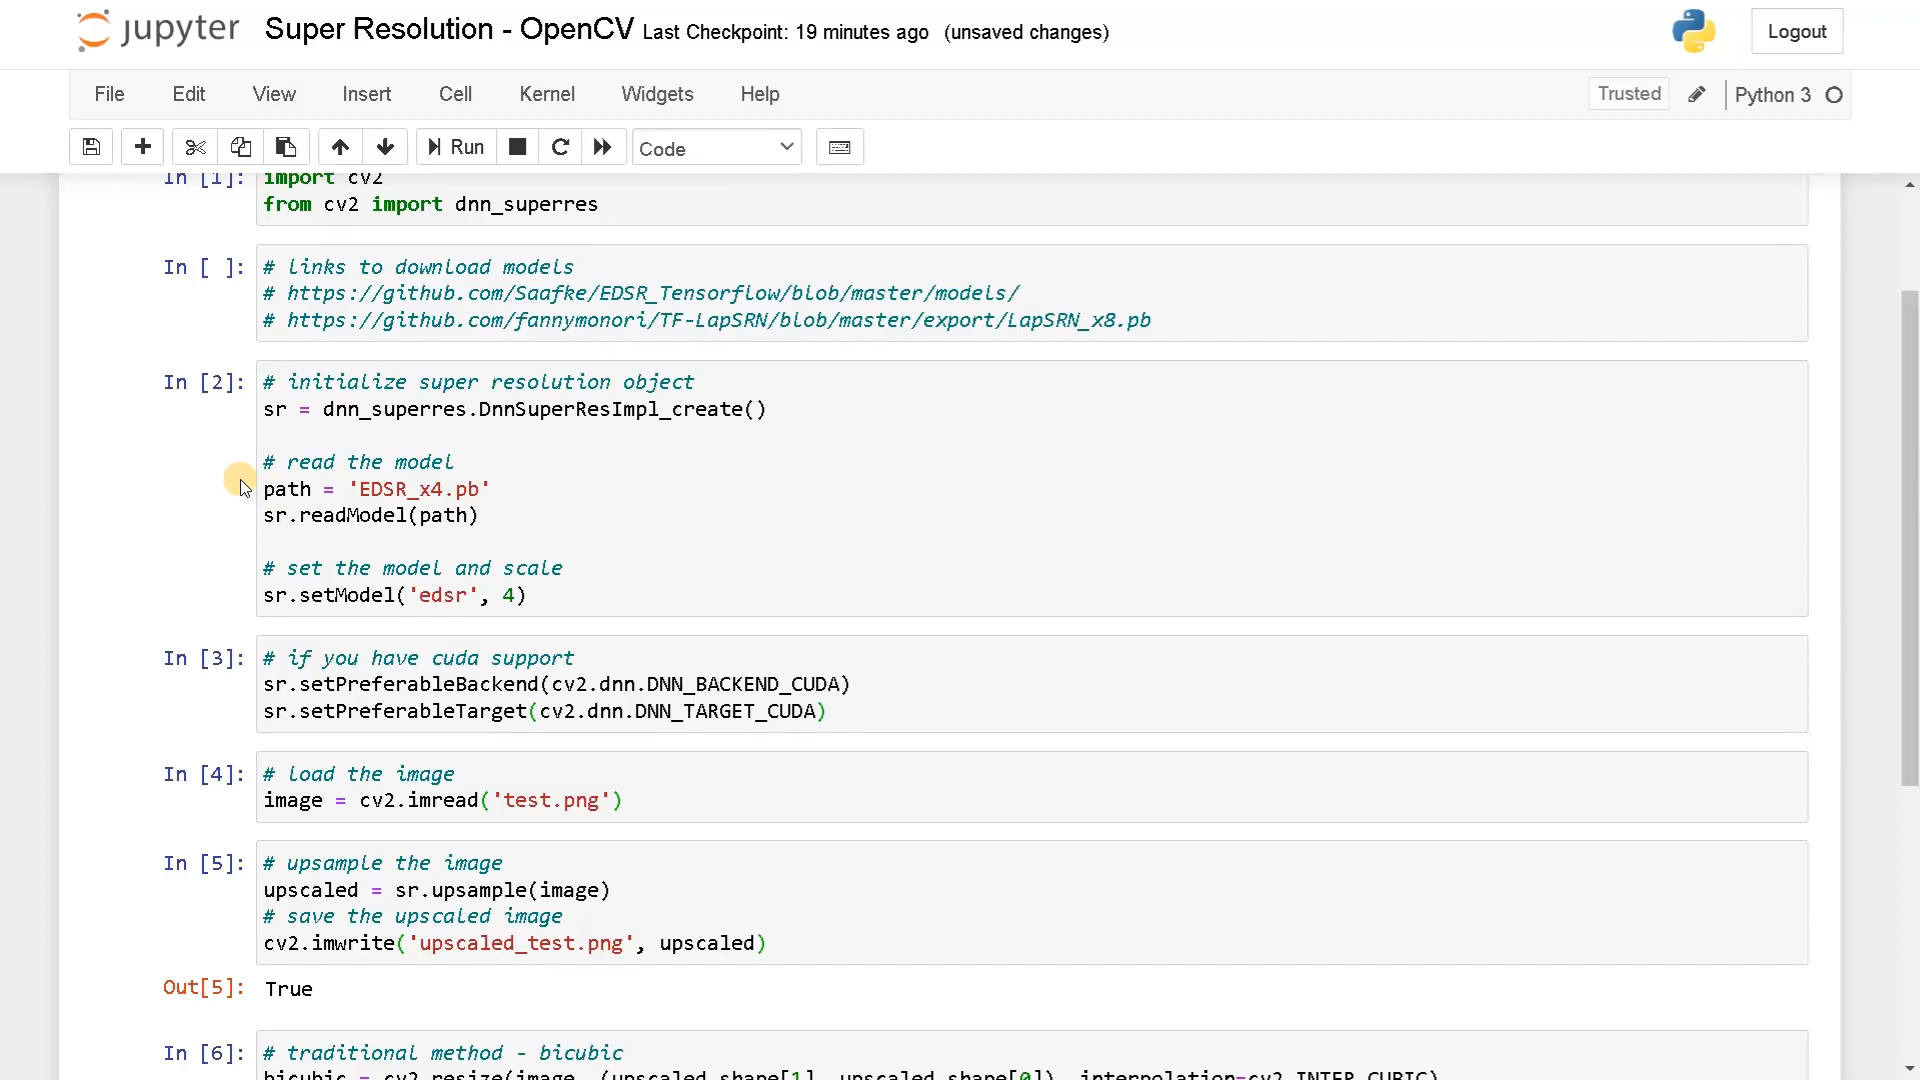 jupyter Super Resolution - OpenCV Last Checkpoint: 19 minutes ago (unsaved changes) Logout
File Edit View Insert Cell Kernel Widgets Help Trusted Python 3
Run Code
In [1]: import cv2
from cv2 import dnn_superres
In [ ]: # links to download models
# https://github.com/Saafke/EDSR_Tensorflow/blob/master/models/
# https://github.com/fannymonori/TF-LapSRN/blob/master/export/LapSRN_x8.pb
In [2]: # initialize super resolution object
sr = dnn_superres.DnnSuperResImpl_create()
# read the model
path = 'EDSR_x4.pb'
sr.readModel(path)
# set the model and scale
sr.setModel('edsr', 4)
In [3]: # if you have cuda support
sr.setPreferableBackend(cv2.dnn.DNN_BACKEND_CUDA)
sr.setPreferableTarget(cv2.dnn.DNN_TARGET_CUDA)
In [4]: # load the image
image = cv2.imread('test.png')
In [5]: # upsample the image
upscaled = sr.upsample(image)
# save the upscaled image
cv2.imwrite('upscaled_test.png', upscaled)
Out[5]: True
In [6]: # traditional method - bicubic
bicubic = cv2.resize(image, (upscaled.shape[1], upscaled.shape[0]), interpolation=cv2.INTER_CUBIC)